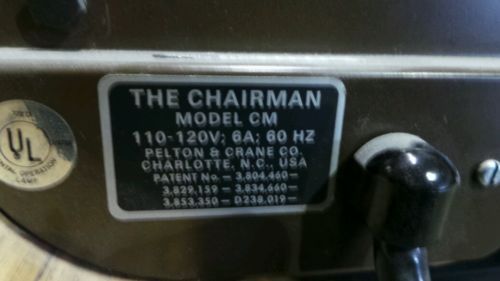 THE CHAIRMAN
MODEL CM
110-120V; 6A; 60 HZ
PELTON & CRANE CO.
CHARLOTTE, N.C., USA
PATENT No. — 3,804,460—
3,829,159 — 3,834,660—
3,853,350 — D238,019—
UL
OPERATION